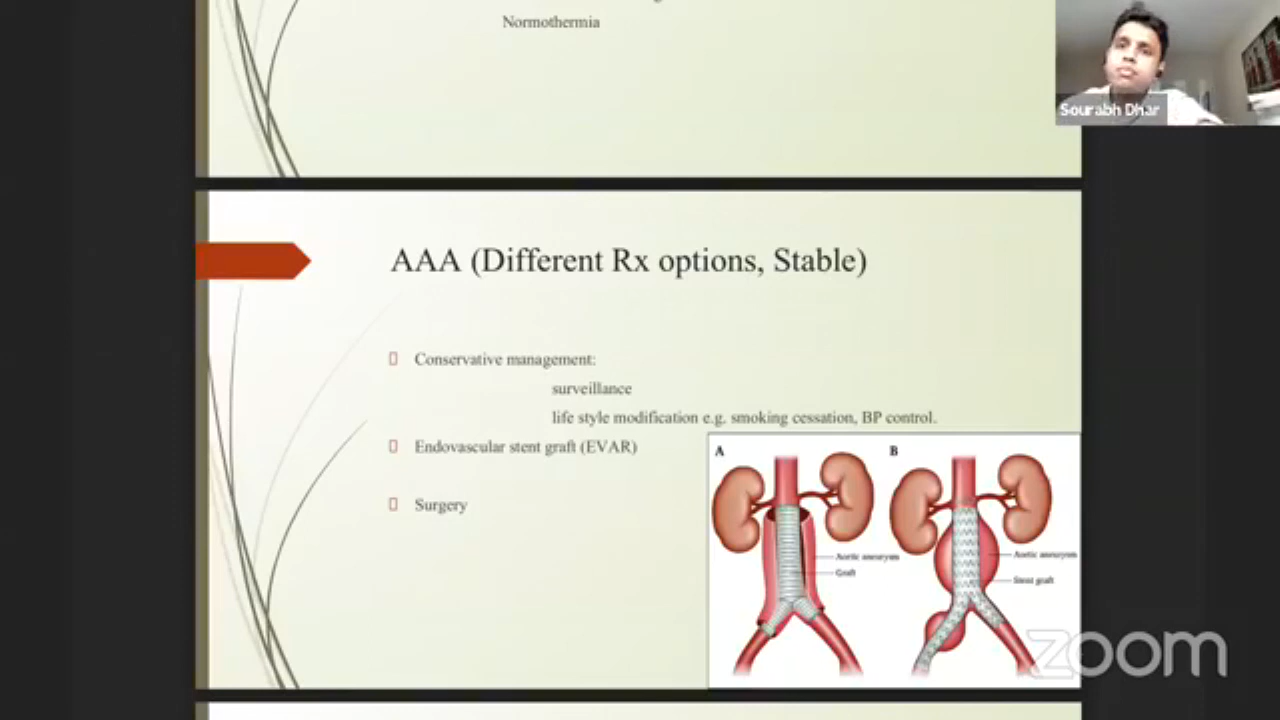 Normothermia
Sourabh Dhar
AAA (Different Rx options, Stable)
Conservative management:
surveillance
life style modification e.g. smoking cessation, BP control.
Endovascular stent graft (EVAR)
Surgery
A
B
Aortic aneurysm
Graft
Aortic aneurysm
Stent graft
zoom